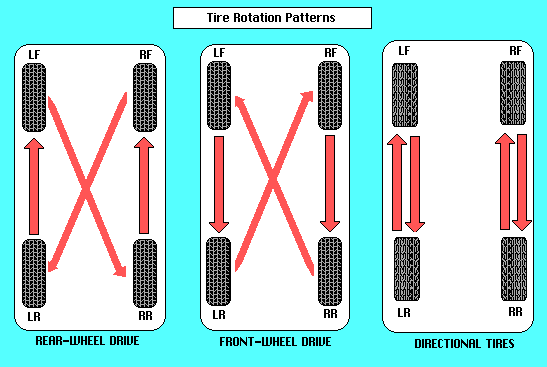 Tire Rotation Patterns
LF RF
LR RR
REAR-WHEEL DRIVE
LF RF
LR RR
FRONT-WHEEL DRIVE
LF RF
LR RR
DIRECTIONAL TIRES